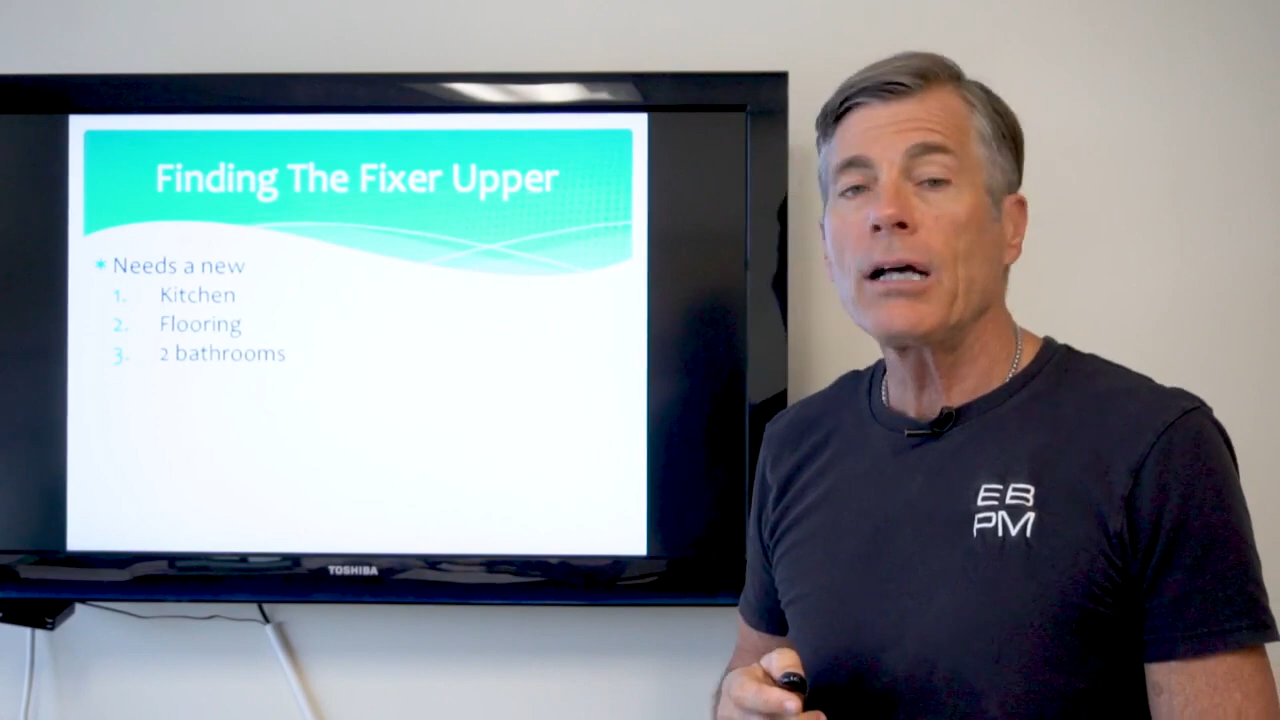 Finding The Fixer Upper
* Needs a new
1. Kitchen
2. Flooring
3. 2 bathrooms
TOSHIBA
EB
PM